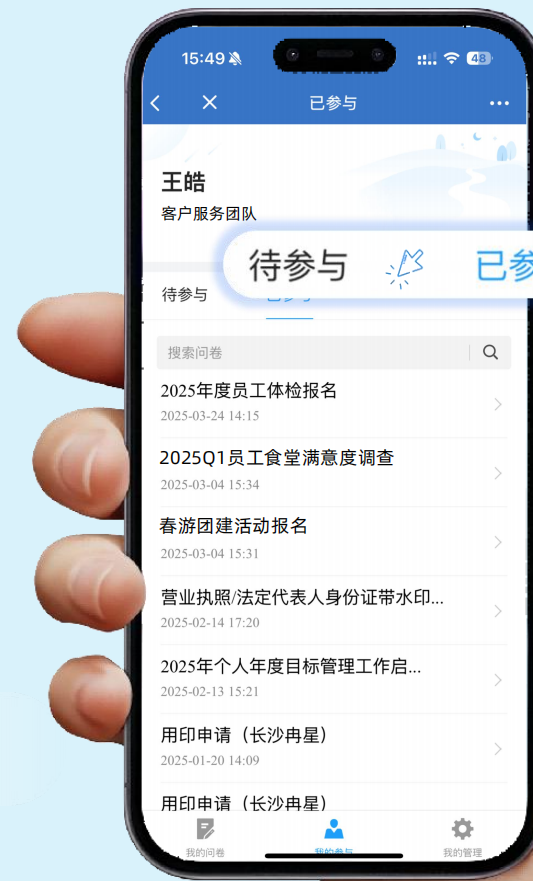 15:49
48
已参与
王皓
客户服务团队
待参与 已参
待参与
搜索问卷
2025年度员工体检报名
2025-03-24 14:15
2025Q1员工食堂满意度调查
2025-03-04 15:34
春游团建活动报名
2025-03-04 15:31
营业执照/法定代表人身份证带水印...
2025-02-14 17:20
2025年个人年度目标管理工作启...
2025-02-13 15:21
用印申请（长沙冉星）
2025-01-20 14:09
用印申请（长沙冉星）
我的问卷 我的参与 我的管理